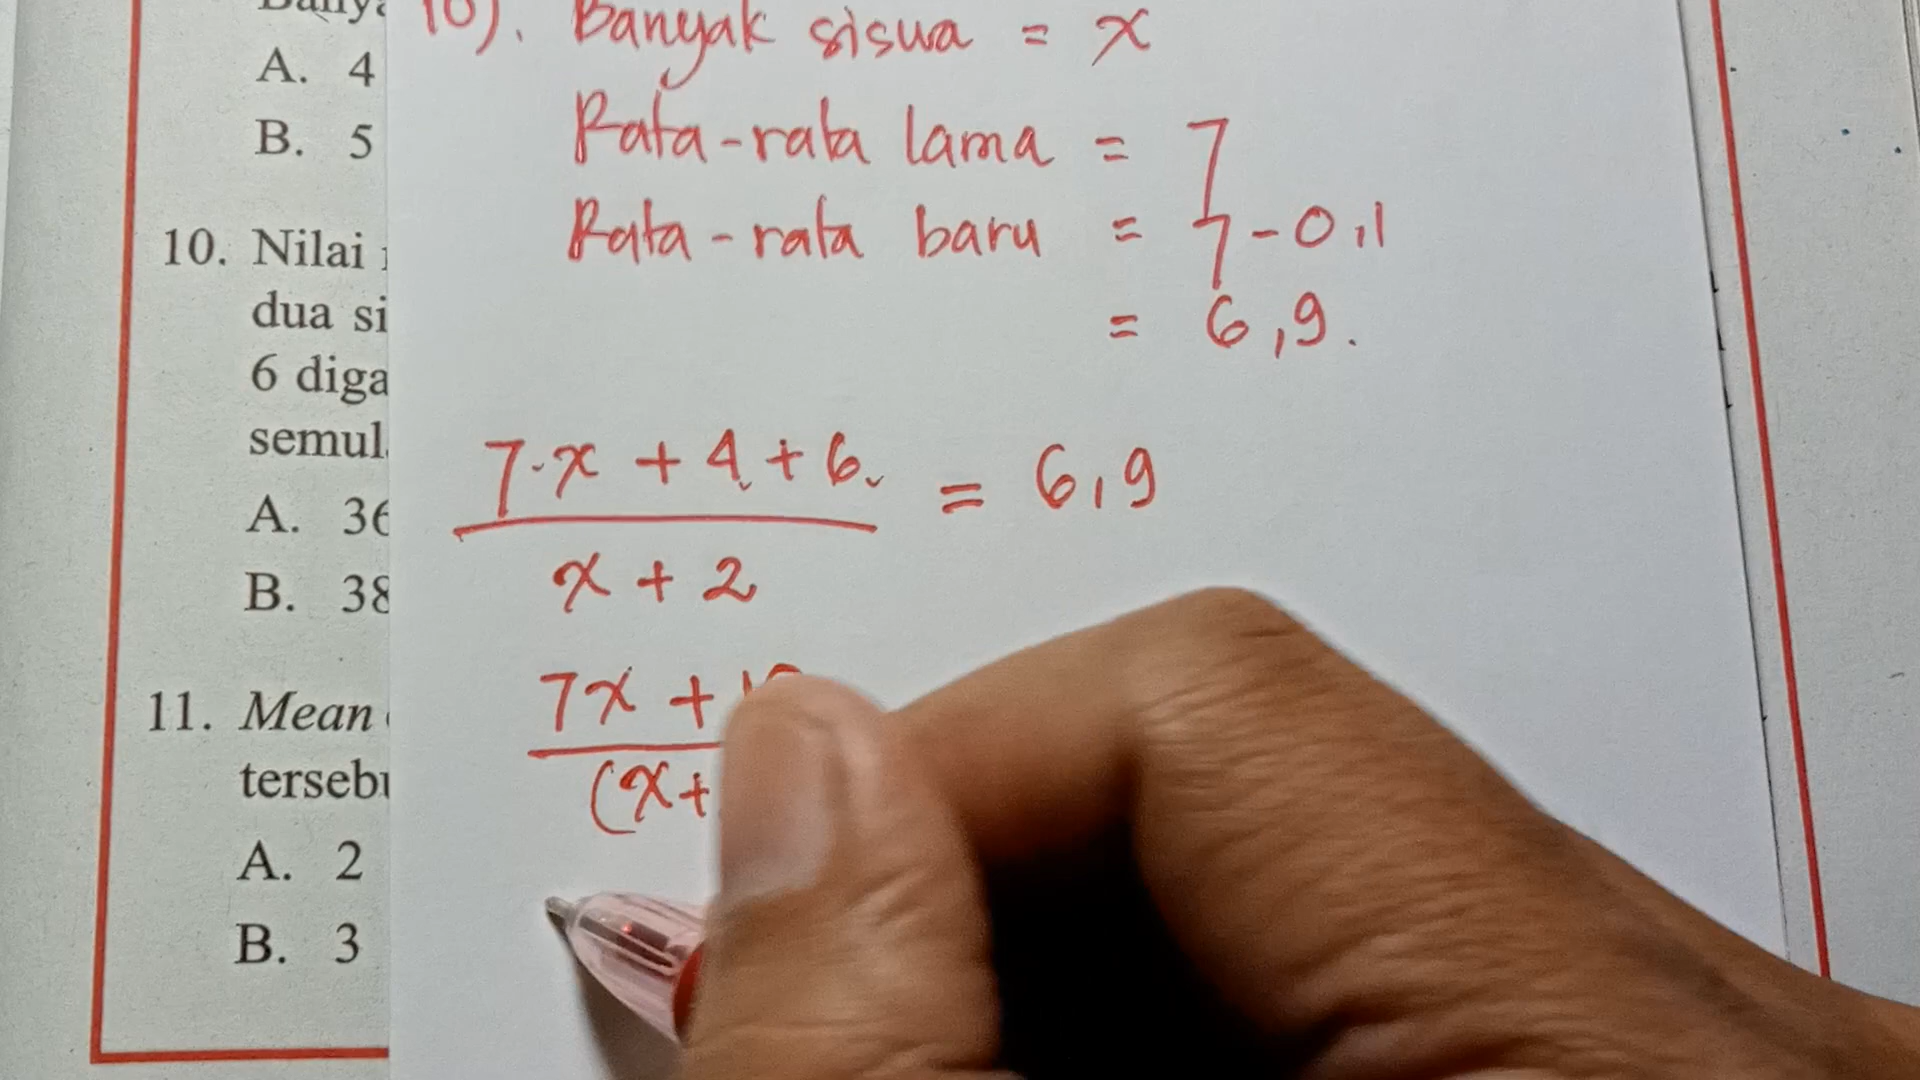 A. 4
B. 5
10. Nilai
dua si
6 diga
semul
A. 36
B. 38
11. Mean
tersebu
A. 2
B. 3
10). Banyak siswa = x
Rata-rata lama = 7
Rata-rata baru = 7-0,1
= 6,9.
7.x + 4 + 6
= 6,9
x + 2
7x +
(x+